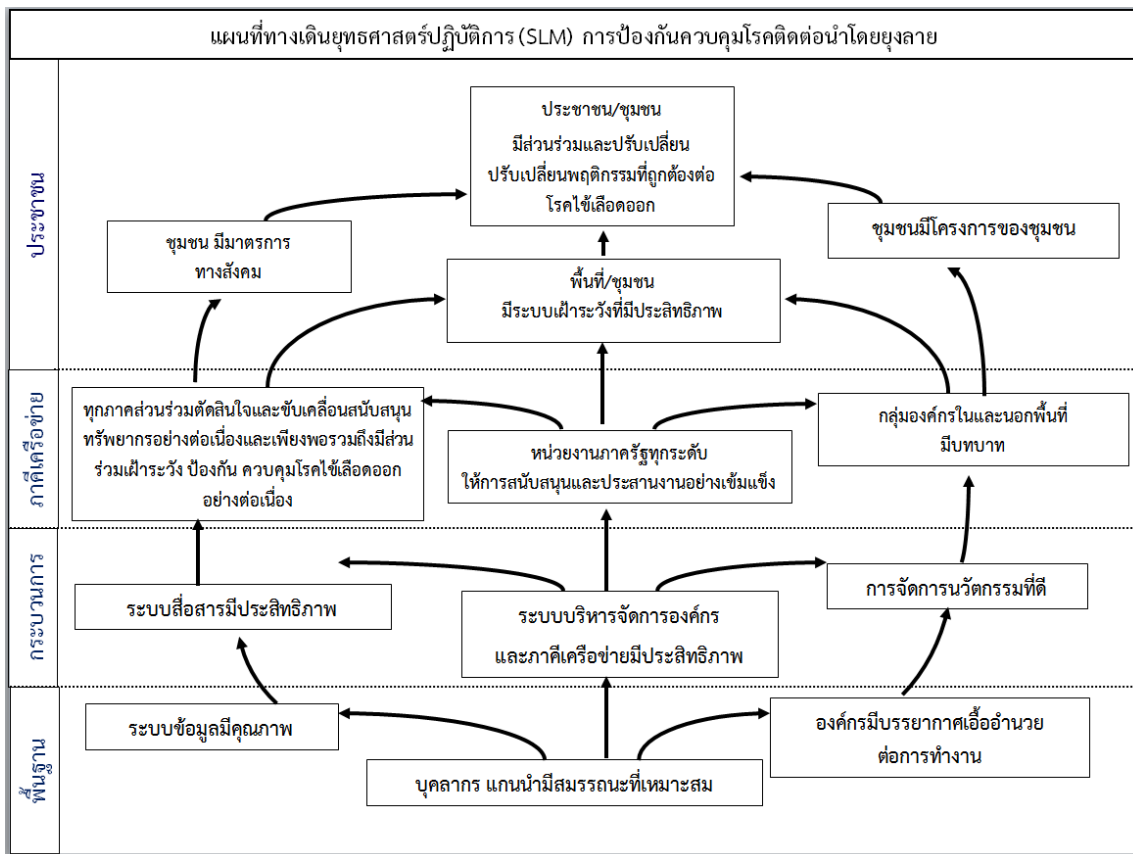 แผนที่ทางเดินยุทธศาสตร์ปฏิบัติการ (SLM) การป้องกันควบคุมโรคติดต่อนำโดยยุงลาย
ประชาชน
ประชาชน/ชุมชน
มีส่วนร่วมและปรับเปลี่ยน
ปรับเปลี่ยนพฤติกรรมที่ถูกต้องต่อ
โรคไข้เลือดออก
ชุมชน มีมาตรการ
ทางสังคม
ชุมชนมีโครงการของชุมชน
พื้นที่/ชุมชน
มีระบบเฝ้าระวังที่มีประสิทธิภาพ
ภาคีเครือข่าย
ทุกภาคส่วนร่วมตัดสินใจและขับเคลื่อนสนับสนุน
ทรัพยากรอย่างต่อเนื่องและเพียงพอรวมถึงมีส่วน
ร่วมเฝ้าระวัง ป้องกัน ควบคุมโรคไข้เลือดออก
อย่างต่อเนื่อง
หน่วยงานภาครัฐทุกระดับ
ให้การสนับสนุนและประสานงานอย่างเข้มแข็ง
กลุ่มองค์กรในและนอกพื้นที่
มีบทบาท
กระบวนการ
ระบบสื่อสารมีประสิทธิภาพ
ระบบบริหารจัดการองค์กร
และภาคีเครือข่ายมีประสิทธิภาพ
การจัดการนวัตกรรมที่ดี
พื้นฐาน
ระบบข้อมูลมีคุณภาพ
บุคลากร แกนนำมีสมรรถนะที่เหมาะสม
องค์กรมีบรรยากาศเอื้ออำนวย
ต่อการทำงาน